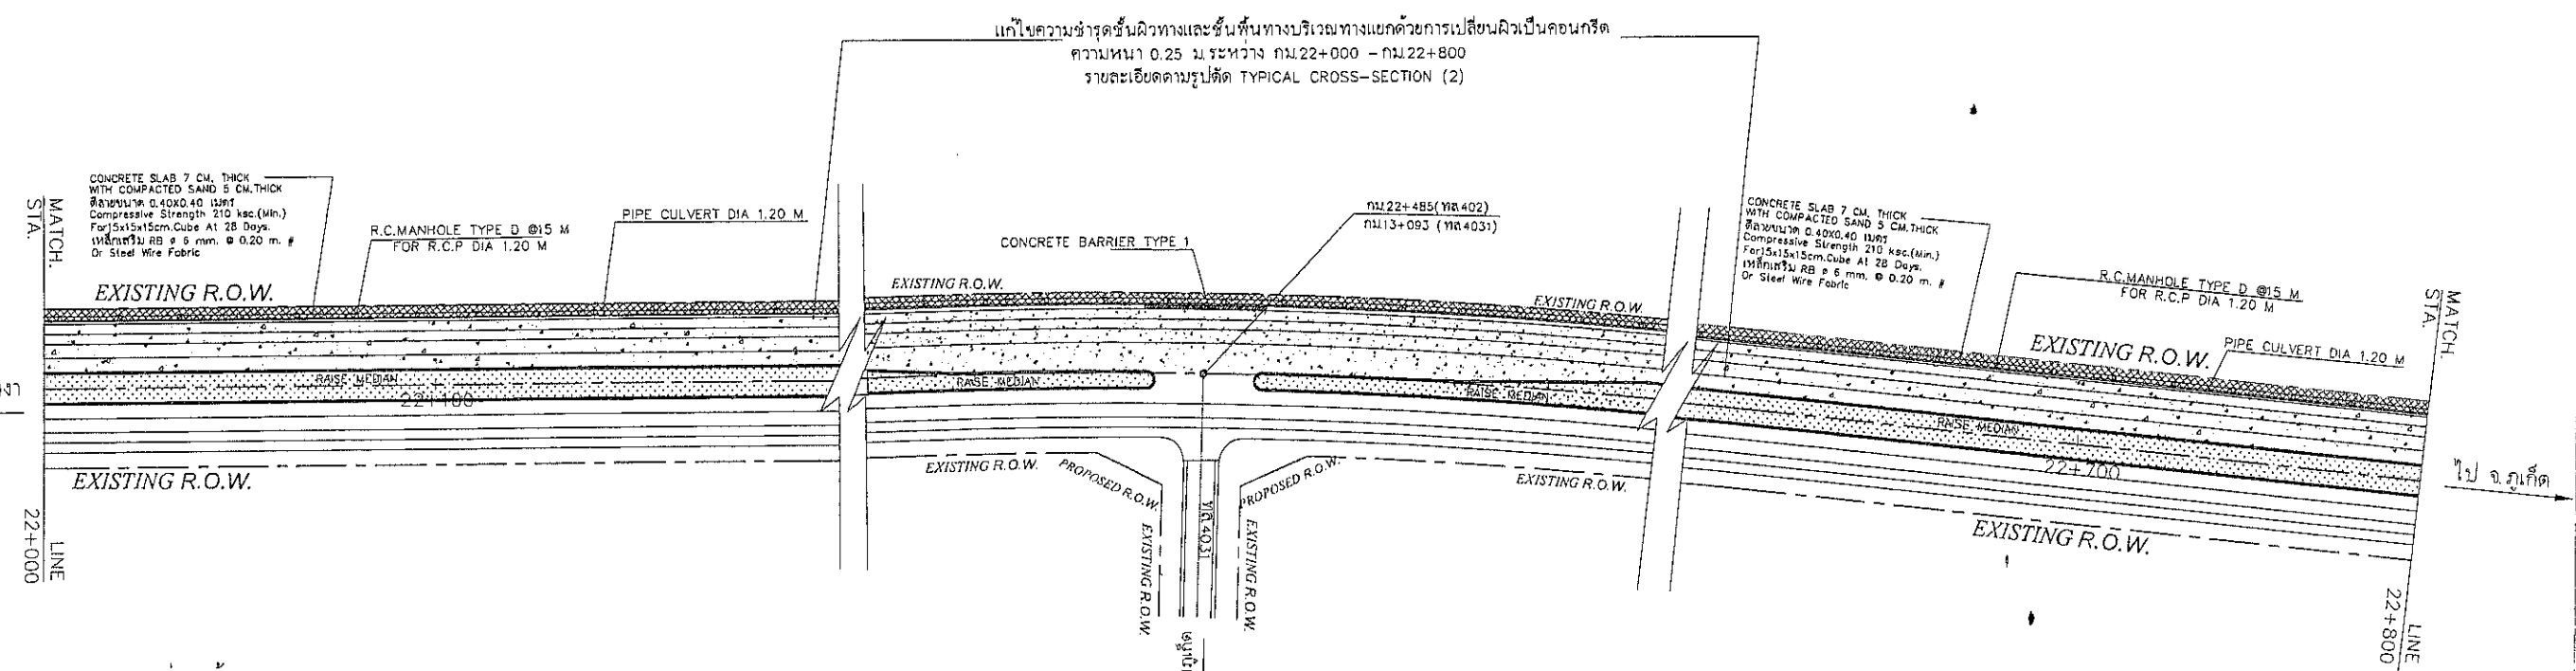 แก้ไขความชำรุดชั้นผิวทางและชั้นพื้นทางบริเวณทางแยกด้วยการเปลี่ยนผิวเป็นคอนกรีต
ความหนา 0.25 ม.ระหว่าง กม.22+000 -กม.22+800
รายละเอียดตามรูปตัด TYPICAL CROSS-SECTION (2)
CONCRETE SLAB 7 CM. THICK
WITH COMPACTED SAND 5 CM.THICK
ตีลายขนาด 0.40X0.40 เมตร
Compressive Strength 210 ksc.(Min.)
For15x15x15cm.Cube At 28 Days.
เหล็กเสริม RB ø 6 mm. @ 0.20 m. #
Or Steel Wire Fabric
R.C.MANHOLE TYPE D @15 M
FOR R.C.P DIA 1.20 M
PIPE CULVERT DIA 1.20 M
CONCRETE BARRIER TYPE 1
กม.22+485(ทล.402)
กม.13+093 (ทล.4031)
CONCRETE SLAB 7 CM. THICK
WITH COMPACTED SAND 5 CM.THICK
ตีลายขนาด 0.40X0.40 เมตร
Compressive Strength 210 ksc.(Min.)
For15x15x15cm.Cube At 28 Days.
เหล็กเสริม RB ø 6 mm. @ 0.20 m. #
Or Steel Wire Fabric
R.C.MANHOLE TYPE D @15 M
FOR R.C.P DIA 1.20 M
PIPE CULVERT DIA 1.20 M
MATCH.
STA.
LINE
22+000
EXISTING R.O.W.
EXISTING R.O.W.
EXISTING R.O.W.
EXISTING R.O.W.
RAISE MEDIAN
22+100
RAISE MEDIAN
RAISE MEDIAN
RAISE MEDIAN
22+700
EXISTING R.O.W.
EXISTING R.O.W.
PROPOSED R.O.W.
PROPOSED R.O.W.
EXISTING R.O.W.
EXISTING R.O.W.
EXISTING R.O.W.
EXISTING R.O.W.
ทล.4031
ไป จ.ภูเก็ต
MATCH.
STA.
LINE
22+800